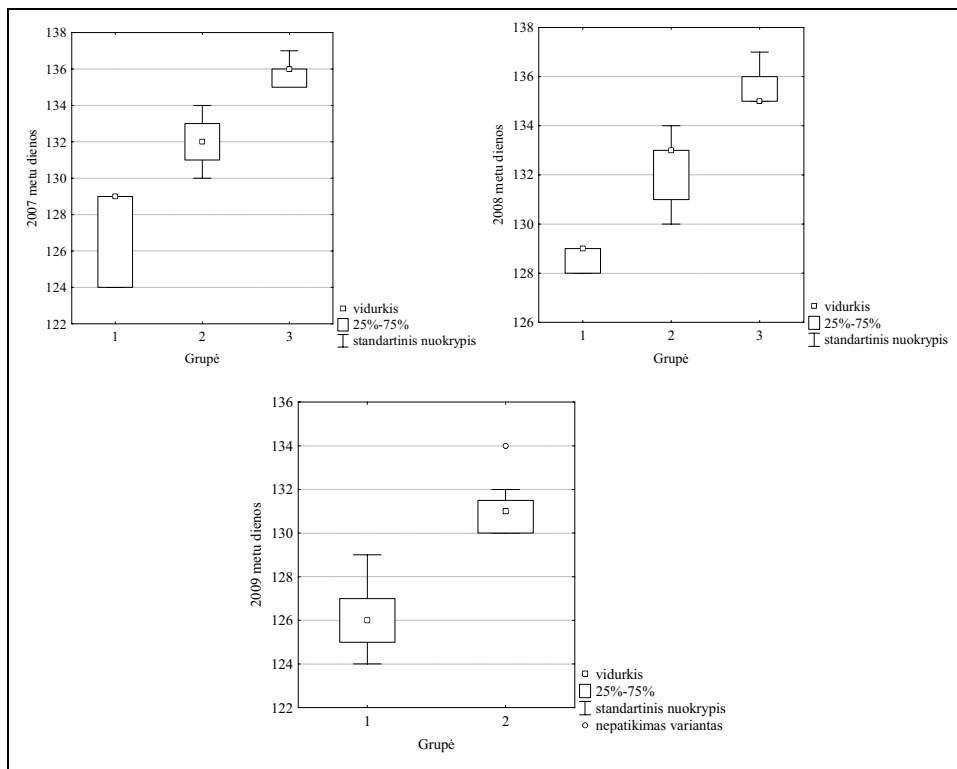 138
136
134
132
130
128
126
124
122
2007 metu dienos
1 2 3
Grupė
vidurkis
25%-75%
standartinis nuokrypis
138
136
134
132
130
128
126
2008 metu dienos
1 2 3
Grupė
vidurkis
25%-75%
standartinis nuokrypis
136
134
132
130
128
126
124
122
2009 metu dienos
1 2
Grupė
vidurkis
25%-75%
standartinis nuokrypis
nepatikimas variantas